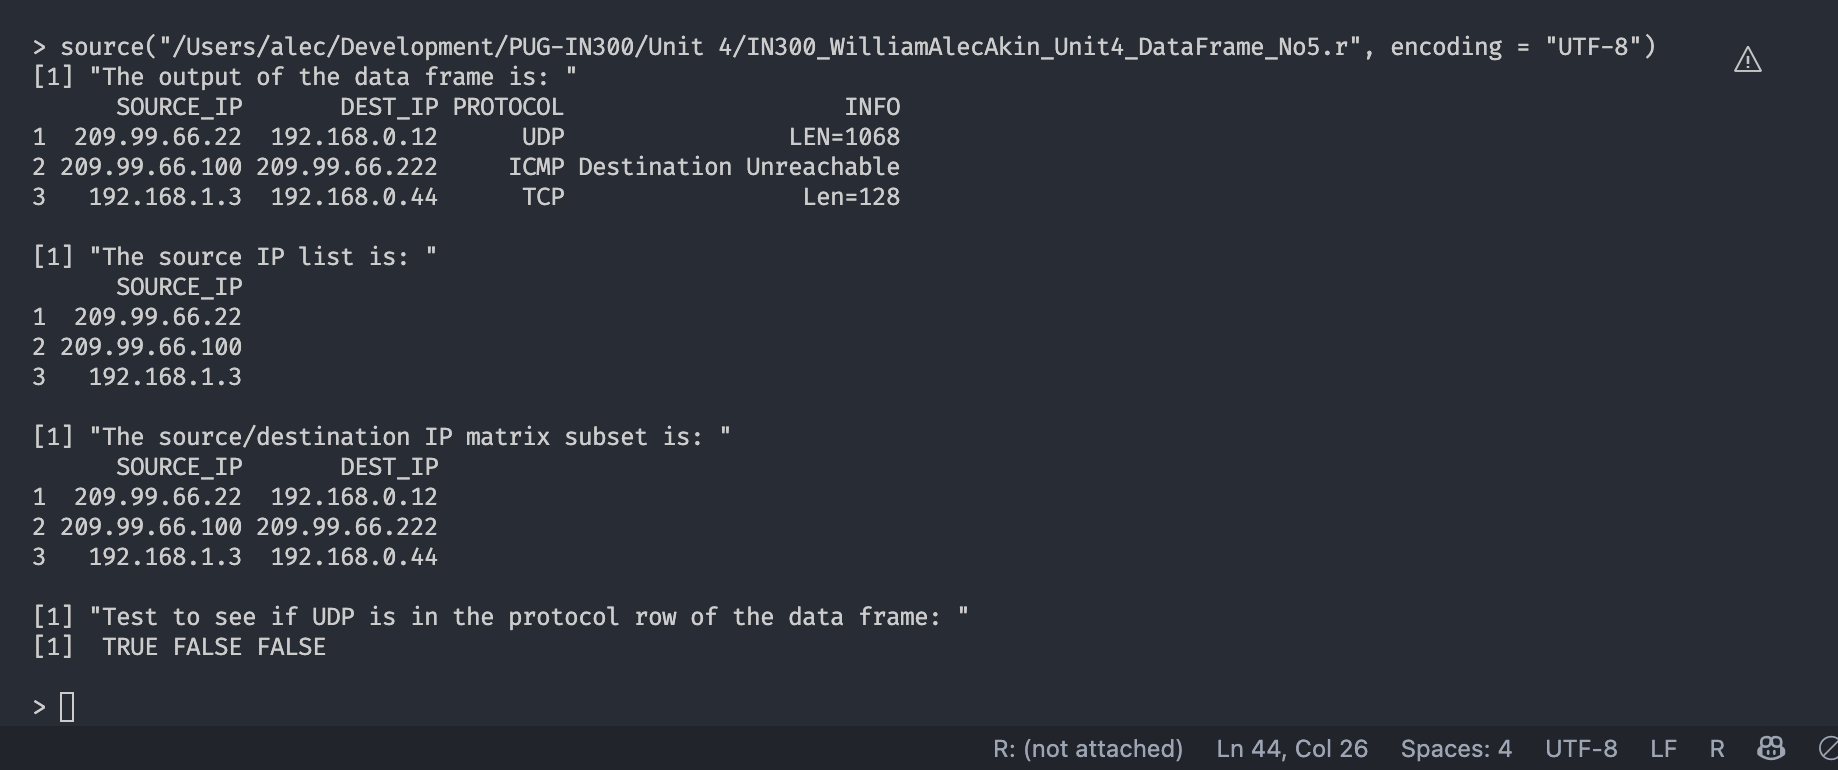 > source("/Users/alec/Development/PUG-IN300/Unit 4/IN300_WilliamAlecAkin_Unit4_DataFrame_No5.r", encoding = "UTF-8")
[1] "The output of the data frame is: "
      SOURCE_IP       DEST_IP PROTOCOL                    INFO
1  209.99.66.22  192.168.0.12      UDP                LEN=1068
2 209.99.66.100 209.99.66.222     ICMP Destination Unreachable
3   192.168.1.3  192.168.0.44      TCP                 Len=128

[1] "The source IP list is: "
      SOURCE_IP
1  209.99.66.22
2 209.99.66.100
3   192.168.1.3

[1] "The source/destination IP matrix subset is: "
      SOURCE_IP       DEST_IP
1  209.99.66.22  192.168.0.12
2 209.99.66.100 209.99.66.222
3   192.168.1.3  192.168.0.44

[1] "Test to see if UDP is in the protocol row of the data frame: "
[1]  TRUE FALSE FALSE

>
R: (not attached) Ln 44, Col 26 Spaces: 4 UTF-8 LF R